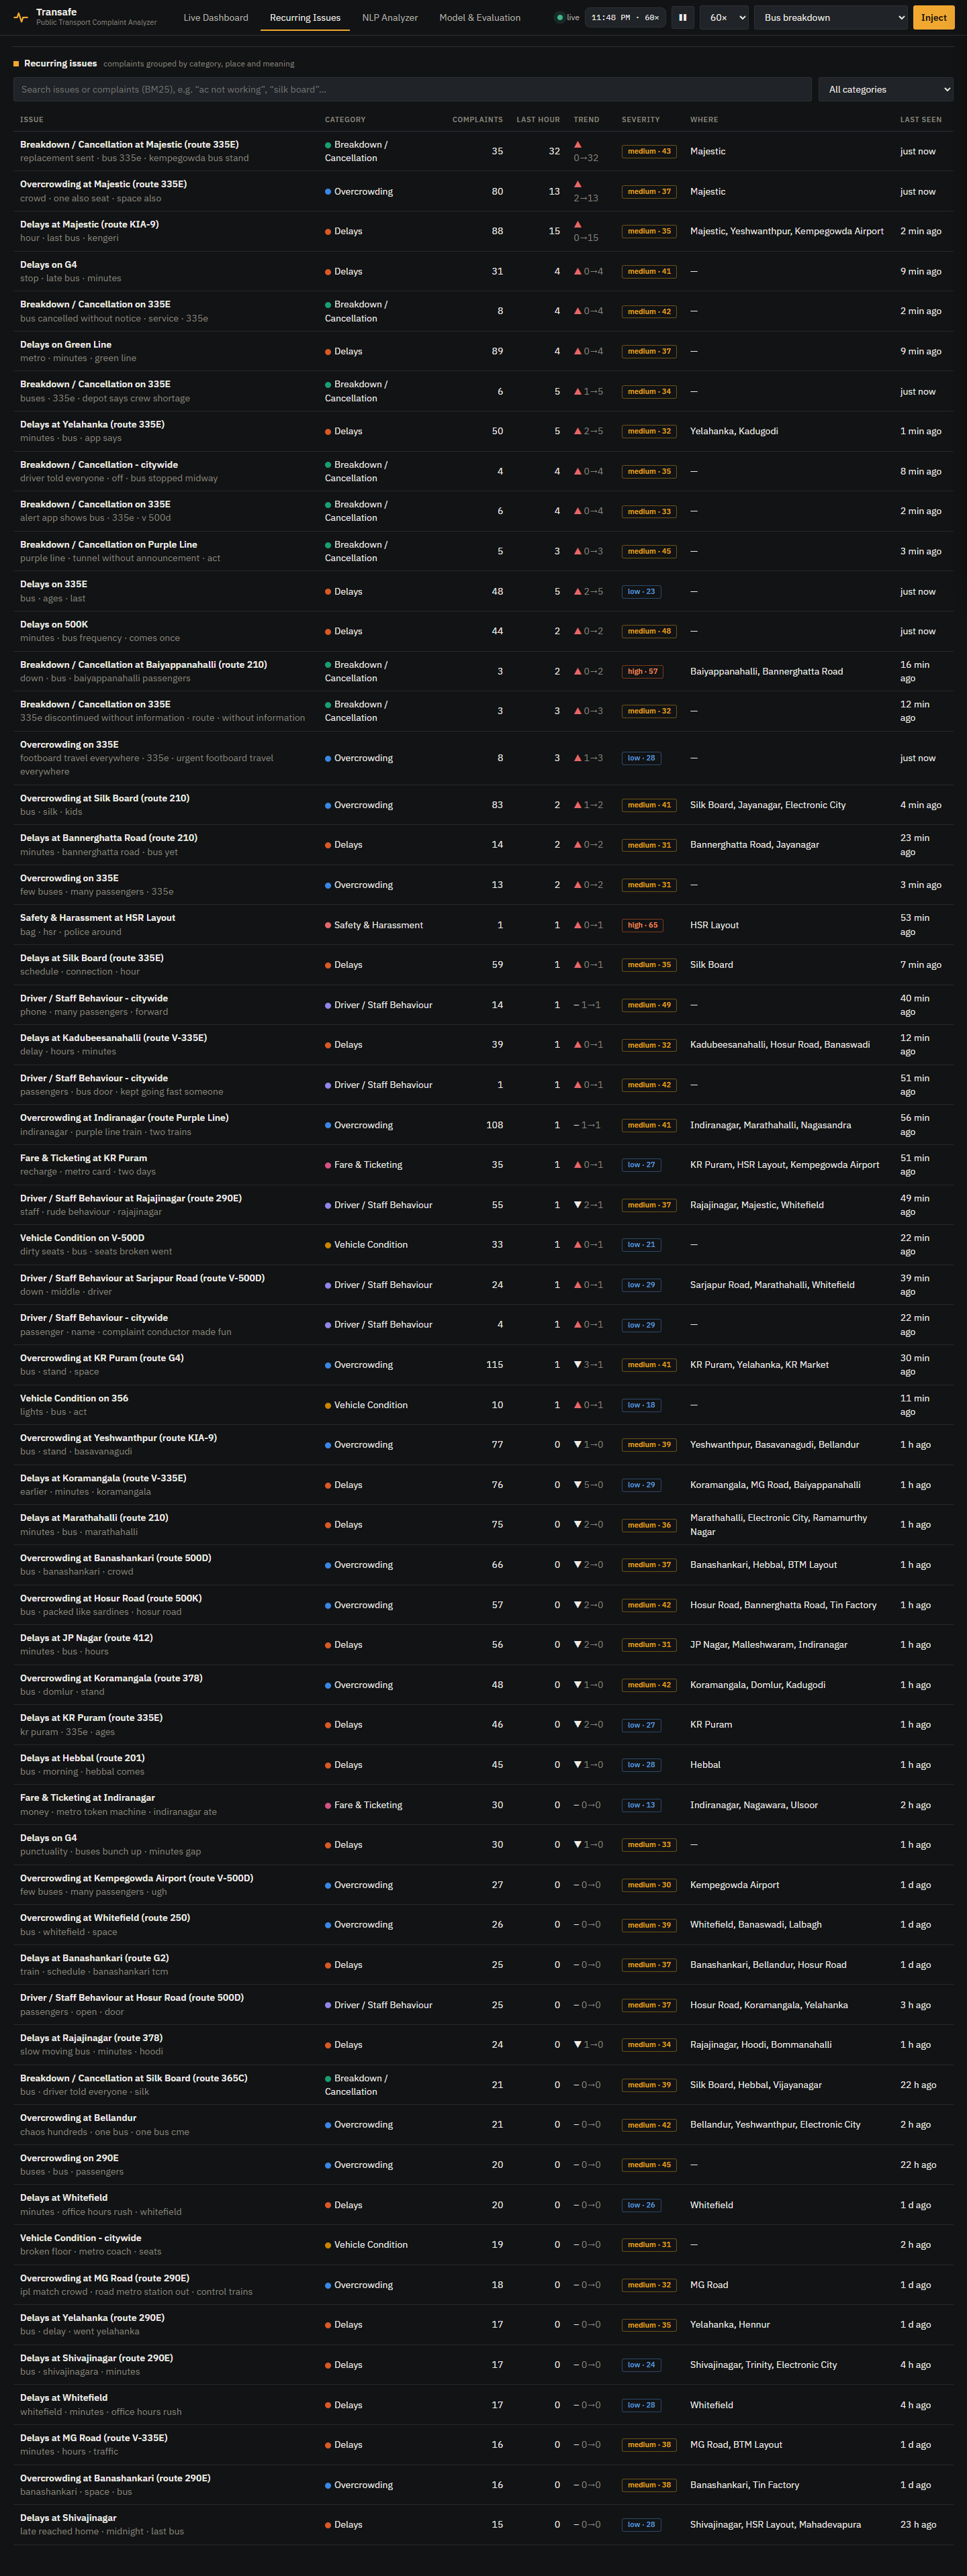 Transafe
Public Transport Complaint Analyzer
Live Dashboard
Recurring Issues
NLP Analyzer
Model & Evaluation
live
11:48 PM · 60×
60×
Bus breakdown
Inject
Recurring issues complaints grouped by category, place and meaning
Search issues or complaints (BM25), e.g. "ac not working", "silk board"...
All categories
ISSUE CATEGORY COMPLAINTS LAST HOUR TREND SEVERITY WHERE LAST SEEN
Breakdown / Cancellation at Majestic (route 335E)
replacement sent · bus 335e · kempegowda bus stand
Breakdown / Cancellation 35 32 ▲ 0→32 medium · 43 Majestic just now
Overcrowding at Majestic (route 335E)
crowd · one also seat · space also
Overcrowding 80 13 ▲ 2→13 medium · 37 Majestic just now
Delays at Majestic (route KIA-9)
hour · last bus · kengeri
Delays 88 15 ▲ 0→15 medium · 35 Majestic, Yeshwanthpur, Kempegowda Airport 2 min ago
Delays on G4
stop · late bus · minutes
Delays 31 4 ▲ 0→4 medium · 41 — 9 min ago
Breakdown / Cancellation on 335E
bus cancelled without notice · service · 335e
Breakdown / Cancellation 8 4 ▲ 0→4 medium · 42 — 2 min ago
Delays on Green Line
metro · minutes · green line
Delays 89 4 ▲ 0→4 medium · 37 — 9 min ago
Breakdown / Cancellation on 335E
buses · 335e · depot says crew shortage
Breakdown / Cancellation 6 5 ▲ 1→5 medium · 34 — just now
Delays at Yelahanka (route 335E)
minutes · bus · app says
Delays 50 5 ▲ 2→5 medium · 32 Yelahanka, Kadugodi 1 min ago
Breakdown / Cancellation - citywide
driver told everyone · off · bus stopped midway
Breakdown / Cancellation 4 4 ▲ 0→4 medium · 35 — 8 min ago
Breakdown / Cancellation on 335E
alert app shows bus · 335e · v 500d
Breakdown / Cancellation 6 4 ▲ 0→4 medium · 33 — 2 min ago
Breakdown / Cancellation on Purple Line
purple line · tunnel without announcement · act
Breakdown / Cancellation 5 3 ▲ 0→3 medium · 45 — 3 min ago
Delays on 335E
bus · ages · last
Delays 48 5 ▲ 2→5 low · 23 — just now
Delays on 500K
minutes · bus frequency · comes once
Delays 44 2 ▲ 0→2 medium · 48 — just now
Breakdown / Cancellation at Baiyappanahalli (route 210)
down · bus · baiyappanahalli passengers
Breakdown / Cancellation 3 2 ▲ 0→2 high · 57 Baiyappanahalli, Bannerghatta Road 16 min ago
Breakdown / Cancellation on 335E
335e discontinued without information · route · without information
Breakdown / Cancellation 3 3 ▲ 0→3 medium · 32 — 12 min ago
Overcrowding on 335E
footboard travel everywhere · 335e · urgent footboard travel
everywhere
Overcrowding 8 3 ▲ 1→3 low · 28 — just now
Overcrowding at Silk Board (route 210)
bus · silk · kids
Overcrowding 83 2 ▲ 1→2 medium · 41 Silk Board, Jayanagar, Electronic City 4 min ago
Delays at Bannerghatta Road (route 210)
minutes · bannerghatta road · bus yet
Delays 14 2 ▲ 0→2 medium · 31 Bannerghatta Road, Jayanagar 23 min ago
Overcrowding on 335E
few buses · many passengers · 335e
Overcrowding 13 2 ▲ 0→2 medium · 31 — 3 min ago
Safety & Harassment at HSR Layout
bag · hsr · police around
Safety & Harassment 1 1 ▲ 0→1 high · 65 HSR Layout 53 min ago
Delays at Silk Board (route 335E)
schedule · connection · hour
Delays 59 1 ▲ 0→1 medium · 35 Silk Board 7 min ago
Driver / Staff Behaviour - citywide
phone · many passengers · forward
Driver / Staff Behaviour 14 1 – 1→1 medium · 49 — 40 min ago
Delays at Kadubeesanahalli (route V-335E)
delay · hours · minutes
Delays 39 1 ▲ 0→1 medium · 32 Kadubeesanahalli, Hosur Road, Banaswadi 12 min ago
Driver / Staff Behaviour - citywide
passengers · bus door · kept going fast someone
Driver / Staff Behaviour 1 1 ▲ 0→1 medium · 42 — 51 min ago
Overcrowding at Indiranagar (route Purple Line)
indiranagar · purple line train · two trains
Overcrowding 108 1 – 1→1 medium · 41 Indiranagar, Marathahalli, Nagasandra 56 min ago
Fare & Ticketing at KR Puram
recharge · metro card · two days
Fare & Ticketing 35 1 ▲ 0→1 low · 27 KR Puram, HSR Layout, Kempegowda Airport 51 min ago
Driver / Staff Behaviour at Rajajinagar (route 290E)
staff · rude behaviour · rajajinagar
Driver / Staff Behaviour 55 1 ▼ 2→1 medium · 37 Rajajinagar, Majestic, Whitefield 49 min ago
Vehicle Condition on V-500D
dirty seats · bus · seats broken went
Vehicle Condition 33 1 ▲ 0→1 low · 21 — 22 min ago
Driver / Staff Behaviour at Sarjapur Road (route V-500D)
down · middle · driver
Driver / Staff Behaviour 24 1 ▲ 0→1 low · 29 Sarjapur Road, Marathahalli, Whitefield 39 min ago
Driver / Staff Behaviour - citywide
passenger · name · complaint conductor made fun
Driver / Staff Behaviour 4 1 ▲ 0→1 low · 29 — 22 min ago
Overcrowding at KR Puram (route G4)
bus · stand · space
Overcrowding 115 1 ▼ 3→1 medium · 41 KR Puram, Yelahanka, KR Market 30 min ago
Vehicle Condition on 356
lights · bus · act
Vehicle Condition 10 1 ▲ 0→1 low · 18 — 11 min ago
Overcrowding at Yeshwanthpur (route KIA-9)
bus · stand · basavanagudi
Overcrowding 77 0 ▼ 1→0 medium · 39 Yeshwanthpur, Basavanagudi, Bellandur 1 h ago
Delays at Koramangala (route V-335E)
earlier · minutes · koramangala
Delays 76 0 ▼ 5→0 low · 29 Koramangala, MG Road, Baiyappanahalli 1 h ago
Delays at Marathahalli (route 210)
minutes · bus · marathahalli
Delays 75 0 ▼ 2→0 medium · 36 Marathahalli, Electronic City, Ramamurthy Nagar 1 h ago
Overcrowding at Banashankari (route 500D)
bus · banashankari · crowd
Overcrowding 66 0 ▼ 2→0 medium · 37 Banashankari, Hebbal, BTM Layout 1 h ago
Overcrowding at Hosur Road (route 500K)
bus · packed like sardines · hosur road
Overcrowding 57 0 ▼ 2→0 medium · 42 Hosur Road, Bannerghatta Road, Tin Factory 1 h ago
Delays at JP Nagar (route 412)
minutes · bus · hours
Delays 56 0 ▼ 2→0 medium · 31 JP Nagar, Malleshwaram, Indiranagar 1 h ago
Overcrowding at Koramangala (route 378)
bus · domlur · stand
Overcrowding 48 0 ▼ 1→0 medium · 42 Koramangala, Domlur, Kadugodi 1 h ago
Delays at KR Puram (route 335E)
kr puram · 335e · ages
Delays 46 0 ▼ 2→0 low · 27 KR Puram 1 h ago
Delays at Hebbal (route 201)
bus · morning · hebbal comes
Delays 45 0 ▼ 1→0 low · 28 Hebbal 1 h ago
Fare & Ticketing at Indiranagar
money · metro token machine · indiranagar ate
Fare & Ticketing 30 0 – 0→0 low · 13 Indiranagar, Nagawara, Ulsoor 2 h ago
Delays on G4
punctuality · buses bunch up · minutes gap
Delays 30 0 ▼ 1→0 medium · 33 — 1 h ago
Overcrowding at Kempegowda Airport (route V-500D)
few buses · many passengers · ugh
Overcrowding 27 0 – 0→0 medium · 30 Kempegowda Airport 1 d ago
Overcrowding at Whitefield (route 250)
bus · whitefield · space
Overcrowding 26 0 – 0→0 medium · 39 Whitefield, Banaswadi, Lalbagh 1 d ago
Delays at Banashankari (route G2)
train · schedule · banashankari tcm
Delays 25 0 – 0→0 medium · 37 Banashankari, Bellandur, Hosur Road 1 d ago
Driver / Staff Behaviour at Hosur Road (route 500D)
passengers · open · door
Driver / Staff Behaviour 25 0 – 0→0 medium · 37 Hosur Road, Koramangala, Yelahanka 3 h ago
Delays at Rajajinagar (route 378)
slow moving bus · minutes · hoodi
Delays 24 0 ▼ 1→0 medium · 34 Rajajinagar, Hoodi, Bommanahalli 1 h ago
Breakdown / Cancellation at Silk Board (route 365C)
bus · driver told everyone · silk
Breakdown / Cancellation 21 0 – 0→0 medium · 39 Silk Board, Hebbal, Vijayanagar 22 h ago
Overcrowding at Bellandur
chaos hundreds · one bus · one bus cme
Overcrowding 21 0 – 0→0 medium · 42 Bellandur, Yeshwanthpur, Electronic City 2 h ago
Overcrowding on 290E
buses · bus · passengers
Overcrowding 20 0 – 0→0 medium · 45 — 22 h ago
Delays at Whitefield
minutes · office hours rush · whitefield
Delays 20 0 – 0→0 low · 26 Whitefield 1 d ago
Vehicle Condition - citywide
broken floor · metro coach · seats
Vehicle Condition 19 0 – 0→0 medium · 31 — 2 h ago
Overcrowding at MG Road (route 290E)
ipl match crowd · road metro station out · control trains
Overcrowding 18 0 – 0→0 medium · 32 MG Road 1 d ago
Delays at Yelahanka (route 290E)
bus · delay · went yelahanka
Delays 17 0 – 0→0 medium · 35 Yelahanka, Hennur 1 d ago
Delays at Shivajinagar (route 290E)
bus · shivajinagara · minutes
Delays 17 0 – 0→0 low · 24 Shivajinagar, Trinity, Electronic City 4 h ago
Delays at Whitefield
whitefield · minutes · office hours rush
Delays 17 0 – 0→0 low · 28 Whitefield 4 h ago
Delays at MG Road (route V-335E)
minutes · hours · traffic
Delays 16 0 – 0→0 medium · 38 MG Road, BTM Layout 1 d ago
Overcrowding at Banashankari (route 290E)
banashankari · space · bus
Overcrowding 16 0 – 0→0 medium · 38 Banashankari, Tin Factory 1 d ago
Delays at Shivajinagar
late reached home · midnight · last bus
Delays 15 0 – 0→0 low · 28 Shivajinagar, HSR Layout, Mahadevapura 23 h ago